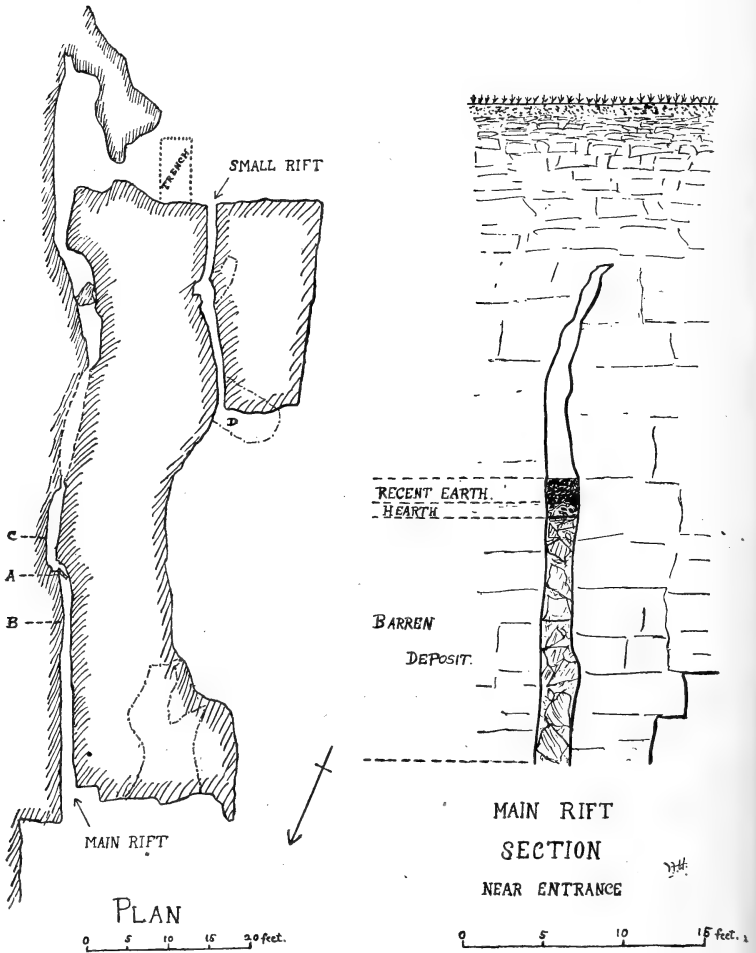 TRENCH
SMALL RIFT
D
C
A
B
MAIN RIFT
PLAN
0 5 10 15 20 feet.
RECENT EARTH.
HEARTH
BARREN
DEPOSIT.
MAIN RIFT
SECTION
NEAR ENTRANCE
0 5 10 15 feet.